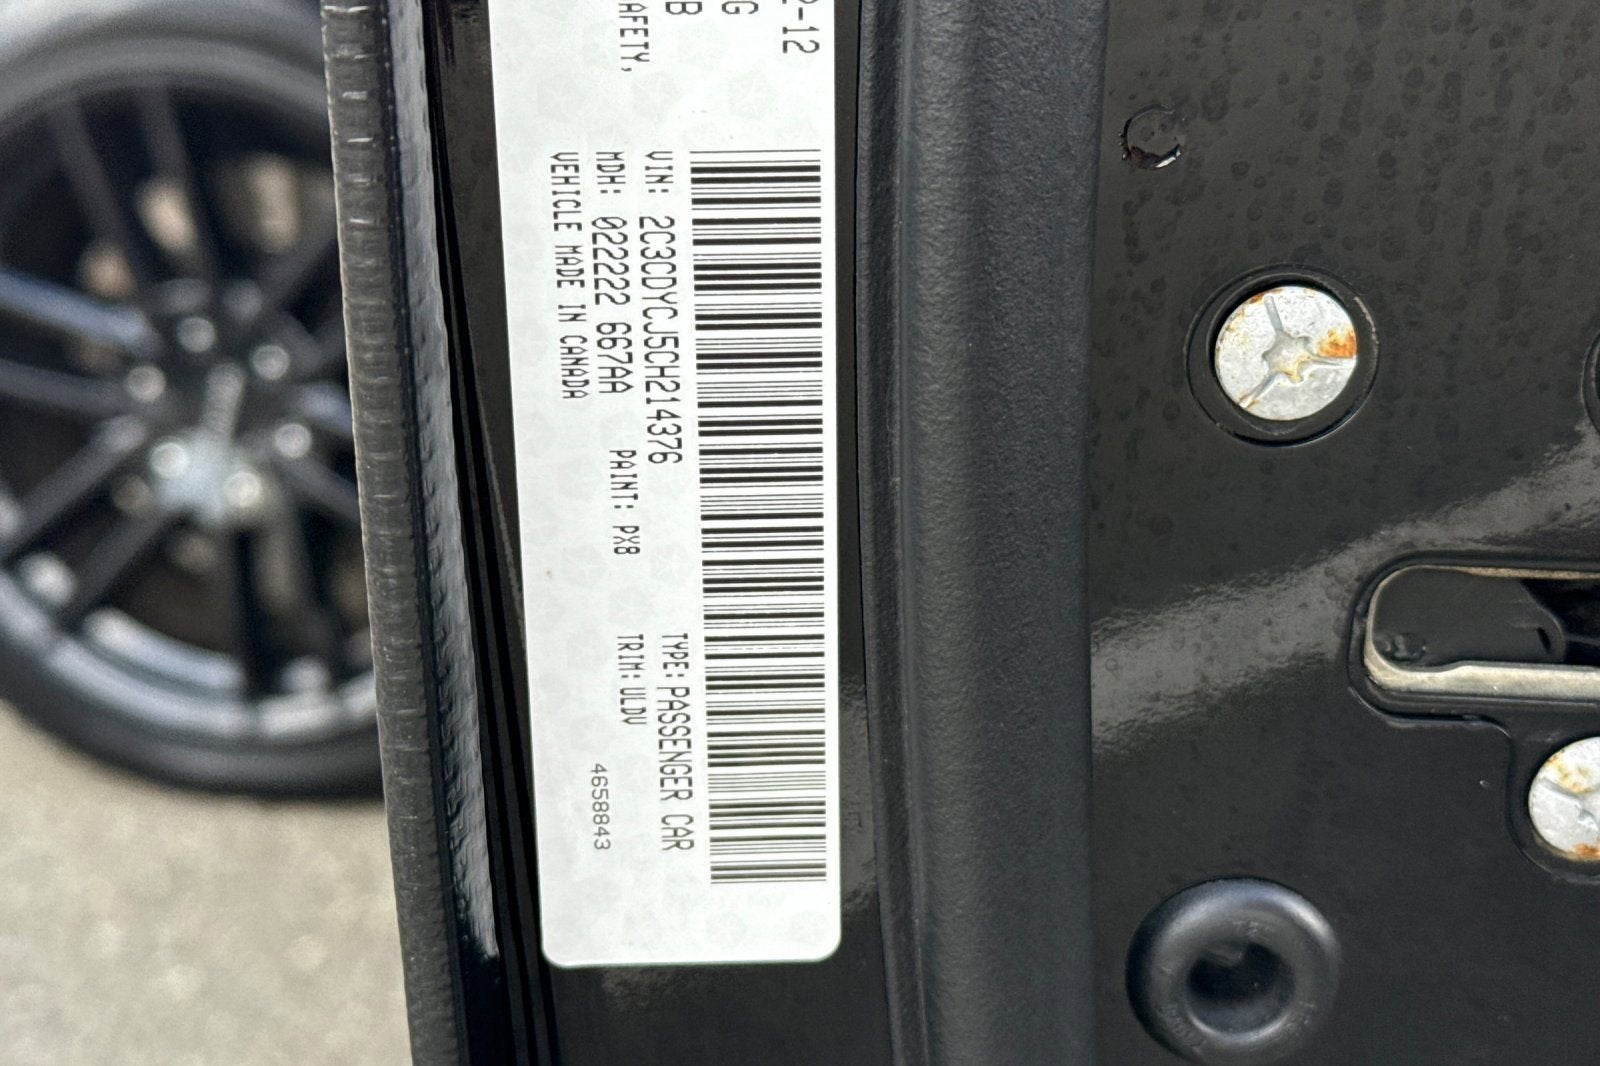 2-12
G
B
AFETY,
VIN: 2C3CDYCJ5CH214376 TYPE: PASSENGER CAR
MDH: 022222 667AA PAINT: PX8 TRIM: ULDV
VEHICLE MADE IN CANADA 4658843